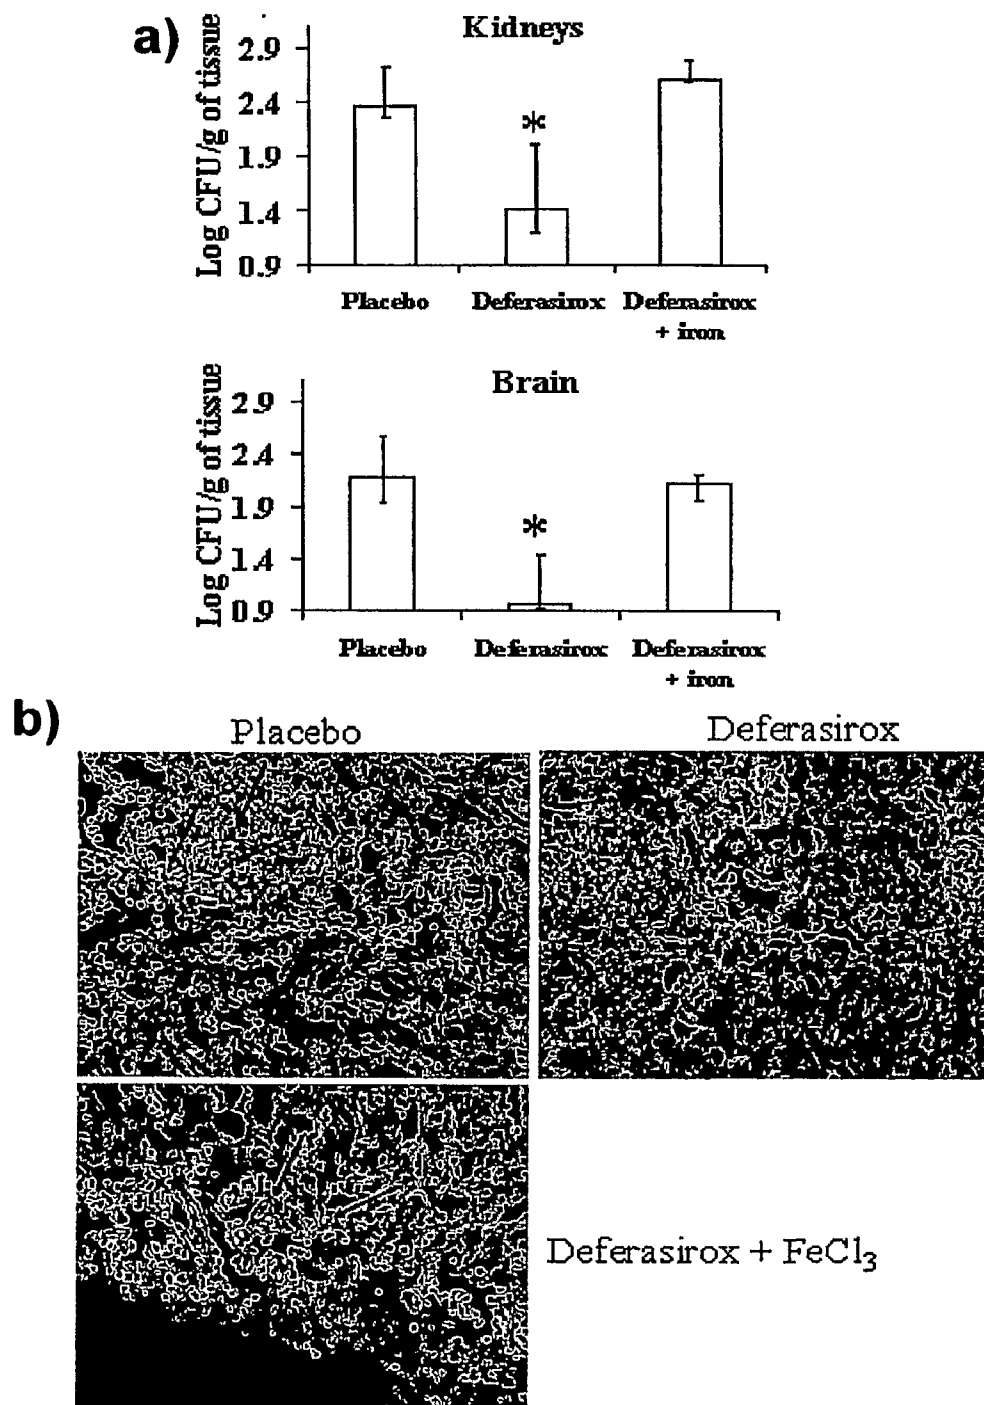 a)
Kidneys
Log CFU/g of tissue
2.9
2.4
1.9
1.4
0.9
*
Placebo Deferasirox Deferasirox
+ iron
Brain
Log CFU/g of tissue
2.9
2.4
1.9
1.4
0.9
*
Placebo Deferasirox Deferasirox
+ iron
b)
Placebo Deferasirox
Deferasirox + FeCl₃